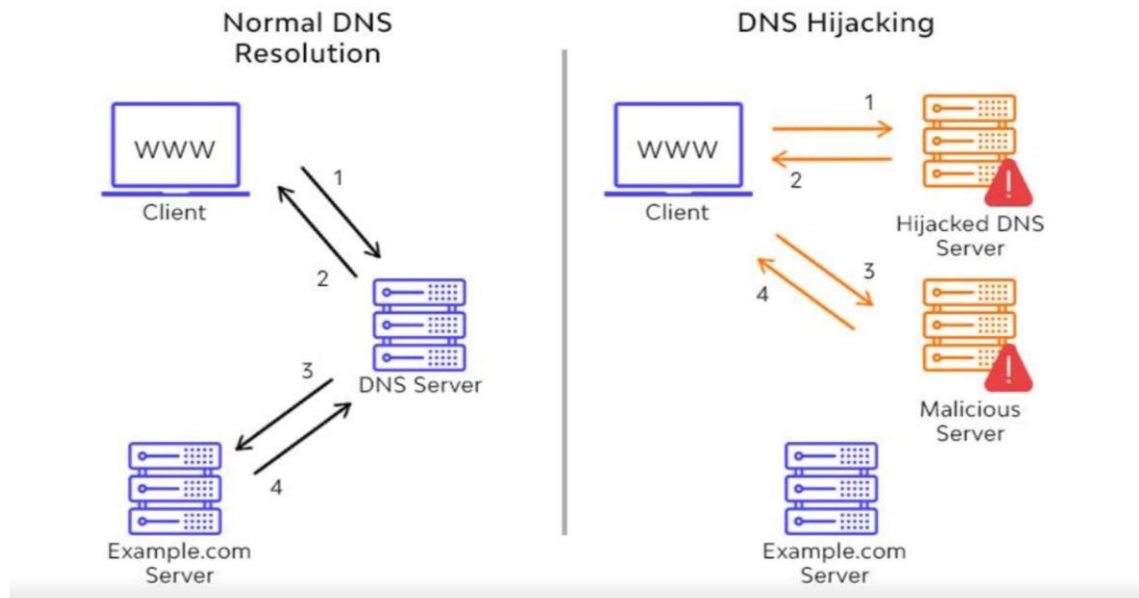 Normal DNS
Resolution
WWW
Client
1
2
DNS Server
3
4
Example.com
Server
DNS Hijacking
WWW
Client
1
2
!
Hijacked DNS
Server
3
4
!
Malicious
Server
Example.com
Server